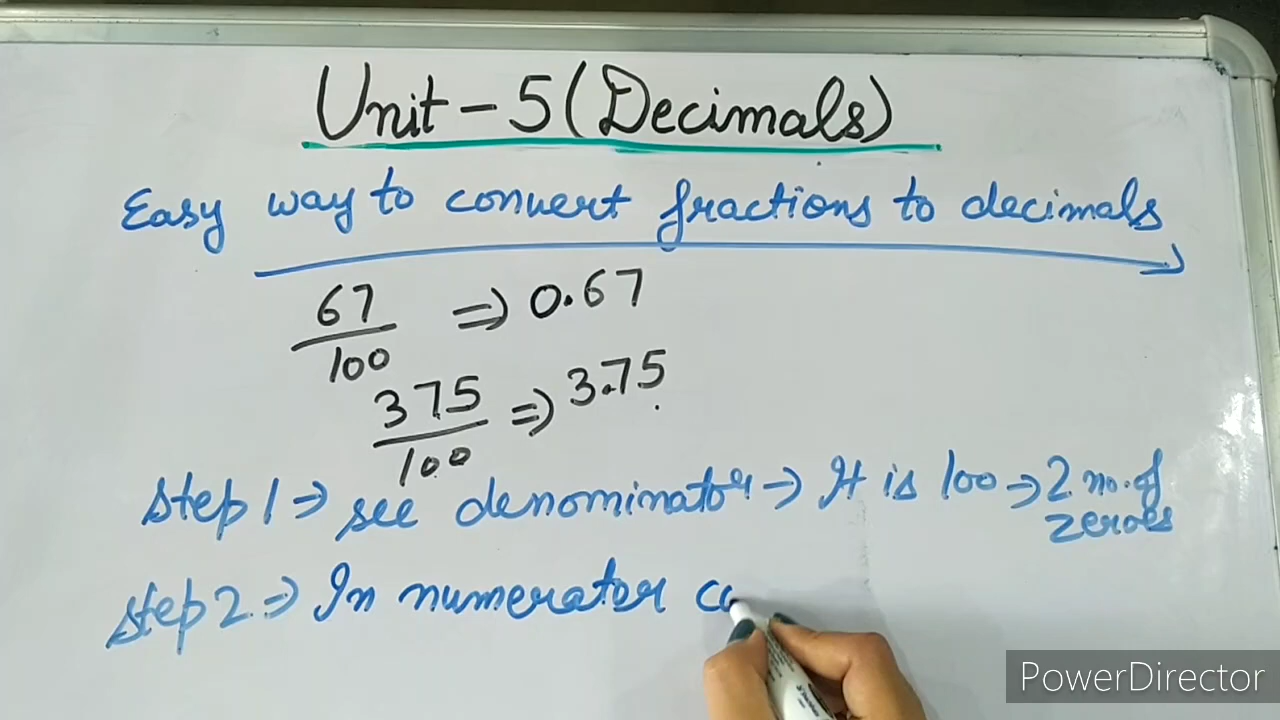 Unit - 5 (Decimals)
Easy way to convert fractions to decimals
67/100 => 0.67
375/100 => 3.75
Step 1 => see denominator -> It is 100 => 2 no. of zeroes
Step 2 => In numerator co
PowerDirector